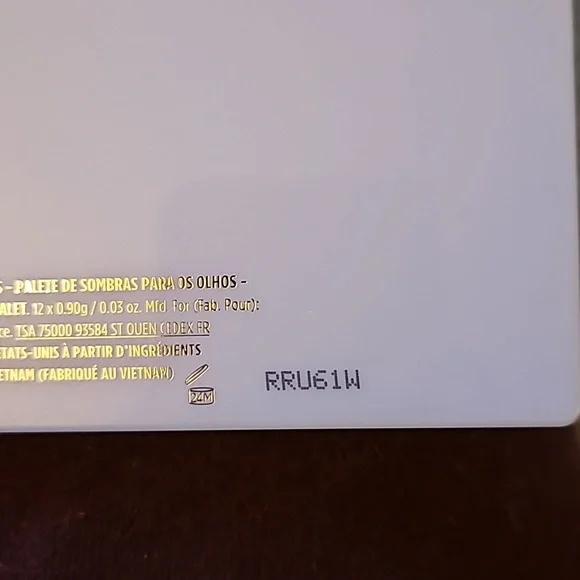 S - PALETE DE SOMBRAS PARA OS OLHOS -
ALET. 12 x 0.90g / 0.03 oz. Mfd. For (Fab. Pour):
ce. TSA 75000 93584 ST OUEN CEDEX FR
ETATS-UNIS À PARTIR D'INGRÉDIENTS
ETNAM (FABRIQUÉ AU VIETNAM)
24M
RRU61W